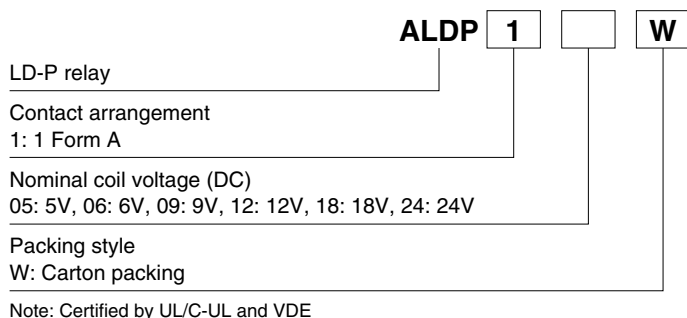 ALDP 1 W
LD-P relay
Contact arrangement
1: 1 Form A
Nominal coil voltage (DC)
05: 5V, 06: 6V, 09: 9V, 12: 12V, 18: 18V, 24: 24V
Packing style
W: Carton packing
Note: Certified by UL/C-UL and VDE